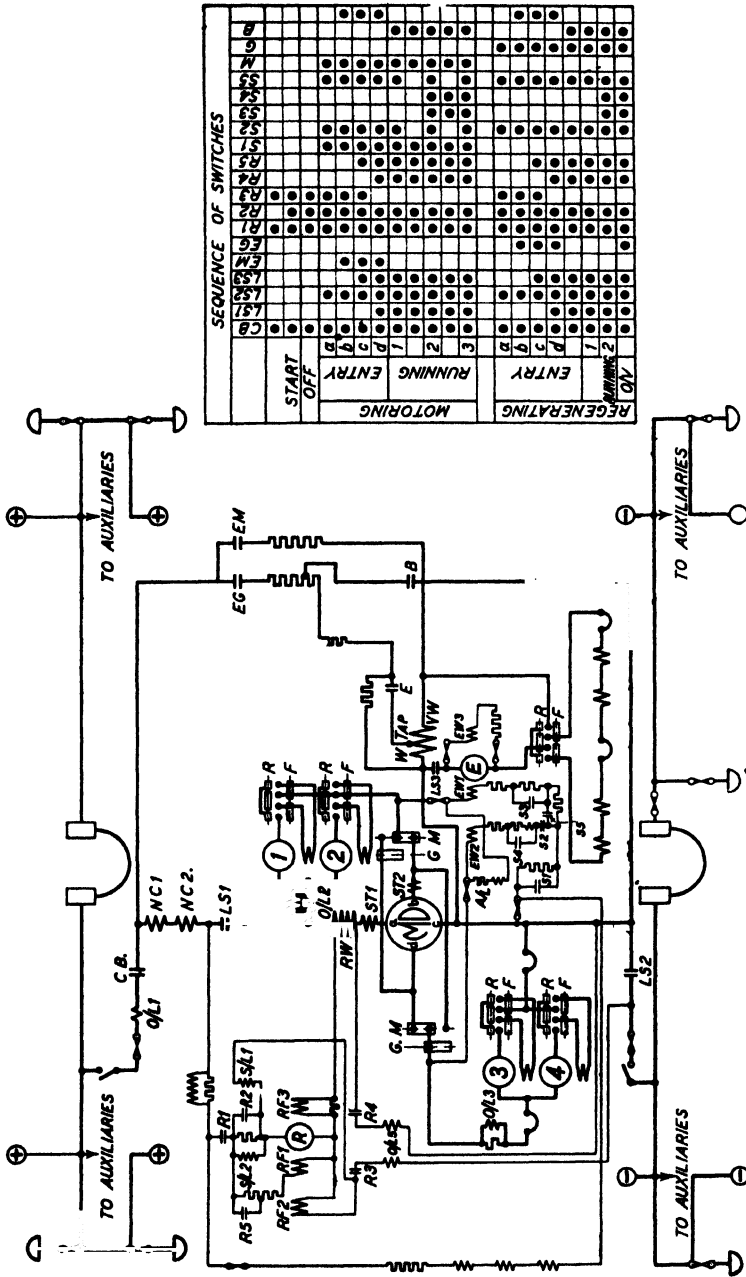 SEQUENCE OF SWITCHES
CB LS1 LS2 LS3 EM EG R1 R2 R3 R4 R5 S1 S2 S3 S4 S5 M G B
START
OFF
MOTORING
ENTRY
a
b
c
d
RUNNING
1
2
3
REGENERATING
ENTRY
a
b
c
d
RUNNING
1
2
O/V
TO AUXILIARIES
TO AUXILIARIES
C.B.
O/L1
NC1
NC2.
LS1
EG
EM
B
R1
R2
S/L1
S/L2
R5
RF1
RF2
RF3
R
R3
R4
O/L2
RW
ST1
ST2
1
R
F
2
R
F
G M
G.M
a
b
c
d
W
TAP
VW
E
LS3
EW1
EW3
E
EW2
A/L
S1
S2
S3
S4
S5
R
F
O/L3
3
R
F
4
R
F
LS2
TO AUXILIARIES
TO AUXILIARIES